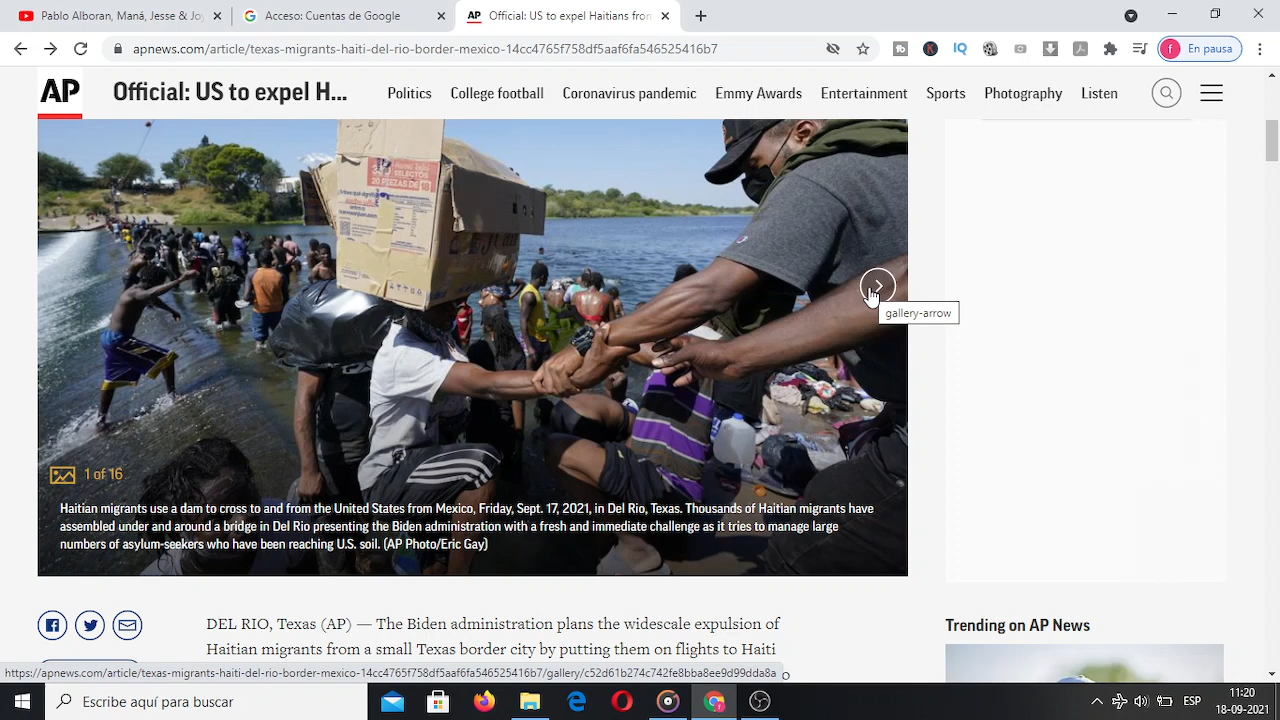 Pablo Alboran, Maná, Jesse & Jo
Acceso: Cuentas de Google
AP Official: US to expel Haitians from
apnews.com/article/texas-migrants-haiti-del-rio-border-mexico-14cc4765f758df5aaf6fa546525416b7
IQ
f En pausa
AP Official: US to expel H... Politics College football Coronavirus pandemic Emmy Awards Entertainment Sports Photography Listen
SELECTOS
20 PIEZAS DE
gallery-arrow
1 of 16
Haitian migrants use a dam to cross to and from the United States from Mexico, Friday, Sept. 17, 2021, in Del Rio, Texas. Thousands of Haitian migrants have
assembled under and around a bridge in Del Rio presenting the Biden administration with a fresh and immediate challenge as it tries to manage large
numbers of asylum-seekers who have been reaching U.S. soil. (AP Photo/Eric Gay)
DEL RIO, Texas (AP) — The Biden administration plans the widescale expulsion of
Haitian migrants from a small Texas border city by putting them on flights to Haiti
Trending on AP News
https://apnews.com/article/texas-migrants-haiti-del-rio-border-mexico-14cc4765f758df5aaf6fa546525416b7/gallery/c52d61b274c742fe8bbae9ed99dda8a
Escribe aquí para buscar
ESP
11:20
18-09-2021